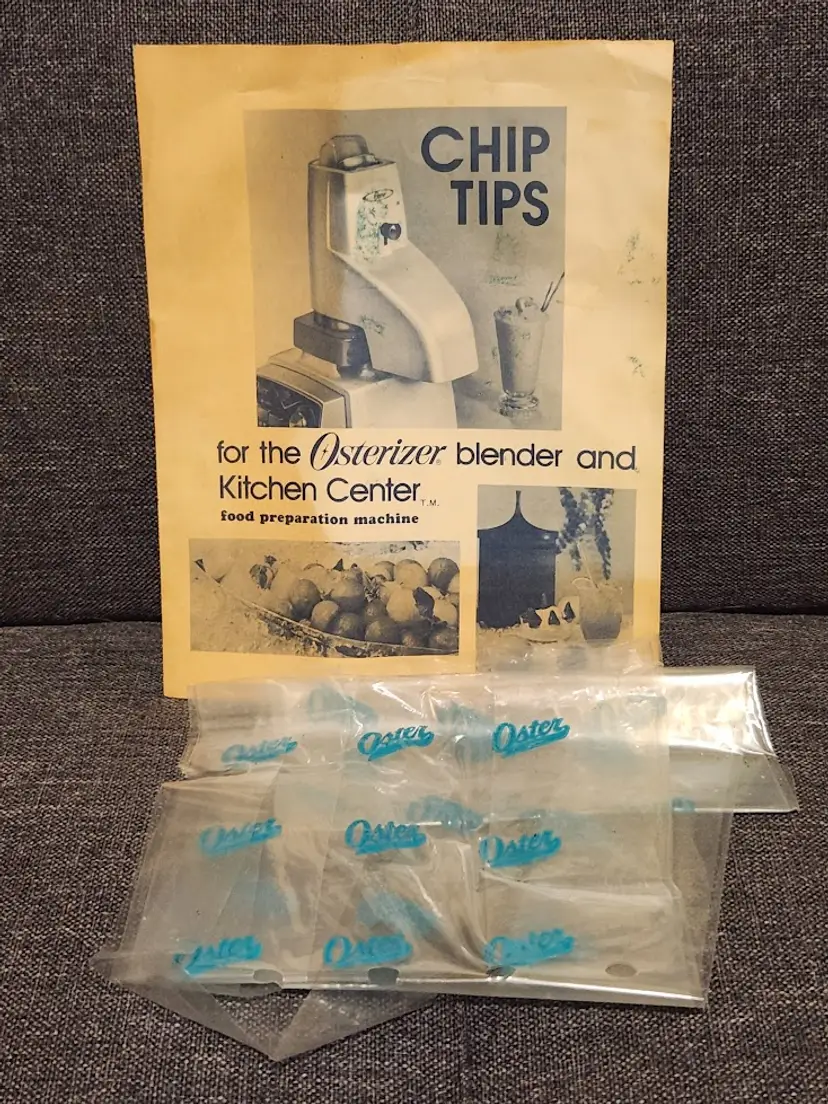 CHIP
TIPS
for the Osterizer® blender and
Kitchen Center T.M.
food preparation machine
Oster
Oster
Oster
Oster
Oster
Oster
Oster
Oster
Oster